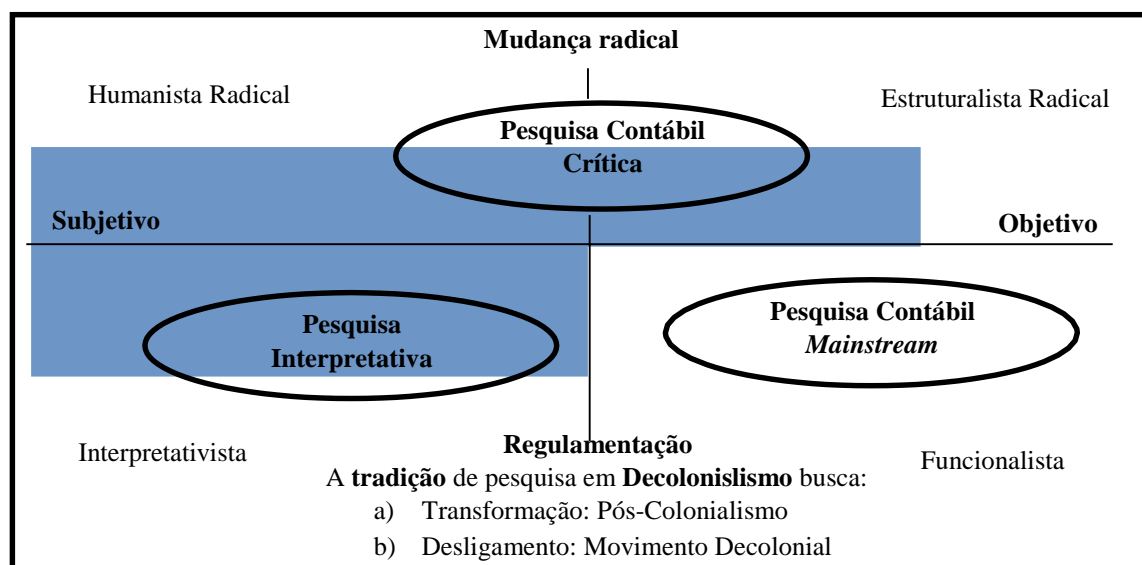 Mudança radical
Humanista Radical
Estruturalista Radical
Pesquisa Contábil
Crítica
Subjetivo
Objetivo
Pesquisa
Interpretativa
Pesquisa Contábil
Mainstream
Interpretativista
Regulamentação
Funcionalista
A tradição de pesquisa em Decolonislismo busca:
a) Transformação: Pós-Colonialismo
b) Desligamento: Movimento Decolonial